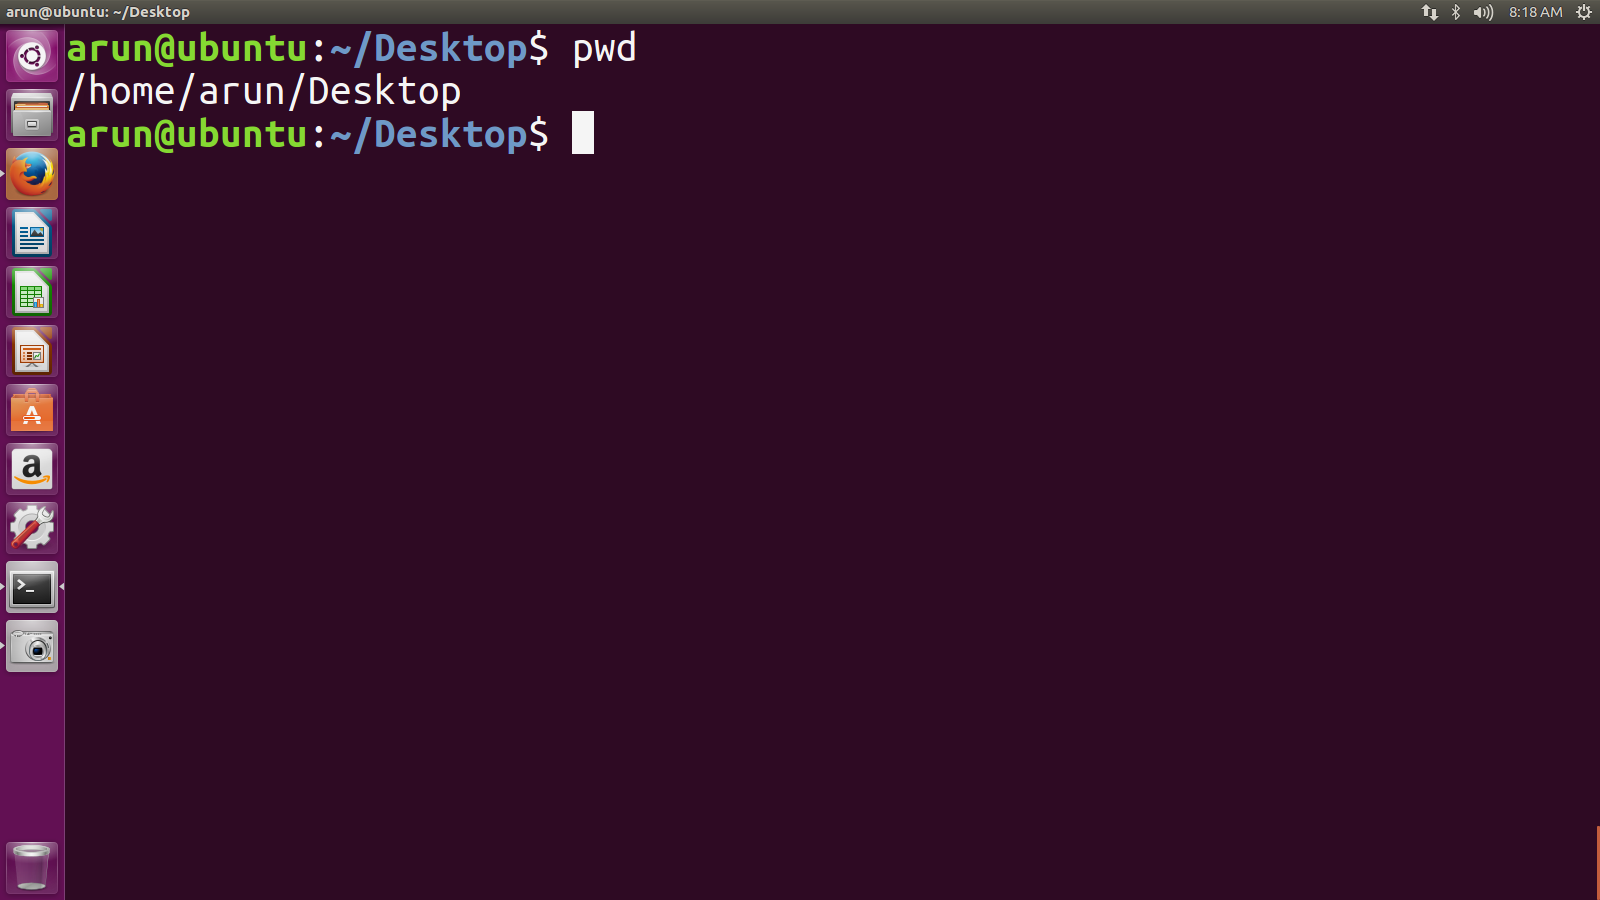 arun@ubuntu: ~/Desktop
8:18 AM
arun@ubuntu:~/Desktop$ pwd
/home/arun/Desktop
arun@ubuntu:~/Desktop$